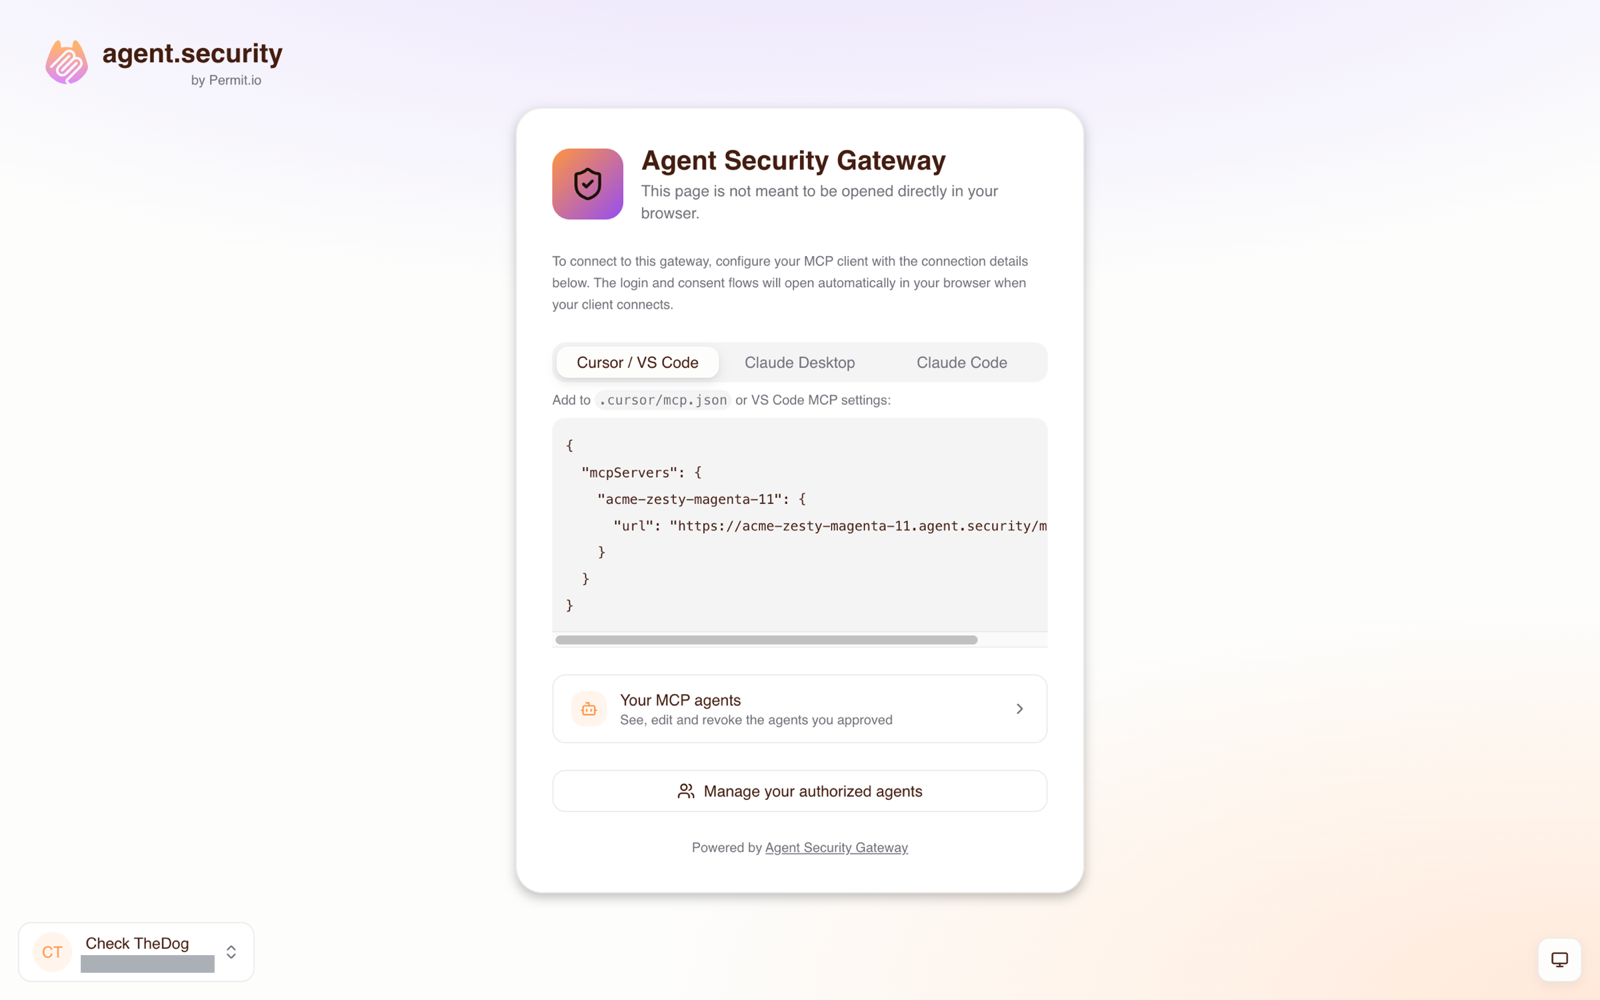 agent.security
by Permit.io
Agent Security Gateway
This page is not meant to be opened directly in your
browser.
To connect to this gateway, configure your MCP client with the connection details
below. The login and consent flows will open automatically in your browser when
your client connects.
Cursor / VS Code
Claude Desktop
Claude Code
Add to .cursor/mcp.json or VS Code MCP settings:
{
"mcpServers": {
"acme-zesty-magenta-11": {
"url": "https://acme-zesty-magenta-11.agent.security/m
}
}
}
Your MCP agents
See, edit and revoke the agents you approved
Manage your authorized agents
Powered by Agent Security Gateway
CT
Check TheDog